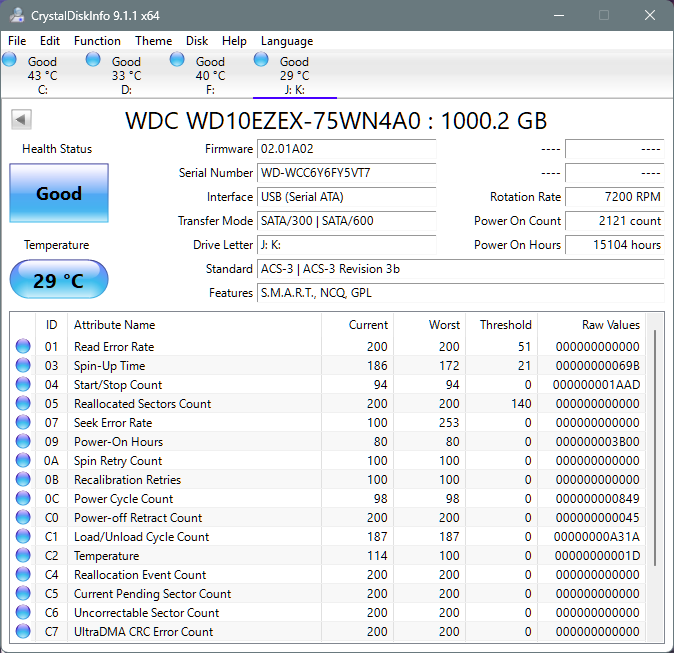 CrystalDiskInfo 9.1.1 x64
File Edit Function Theme Disk Help Language
Good Good Good Good
43 °C 33 °C 40 °C 29 °C
C: D: F: J: K:
WDC WD10EZEX-75WN4A0 : 1000.2 GB
Health Status
Good
Temperature
29 °C
Firmware 02.01A02 ---- ----
Serial Number WD-WCC6Y6FY5VT7 ---- ----
Interface USB (Serial ATA) Rotation Rate 7200 RPM
Transfer Mode SATA/300 | SATA/600 Power On Count 2121 count
Drive Letter J: K: Power On Hours 15104 hours
Standard ACS-3 | ACS-3 Revision 3b
Features S.M.A.R.T., NCQ, GPL
ID Attribute Name Current Worst Threshold Raw Values
01 Read Error Rate 200 200 51 000000000000
03 Spin-Up Time 186 172 21 00000000069B
04 Start/Stop Count 94 94 0 000000001AAD
05 Reallocated Sectors Count 200 200 140 000000000000
07 Seek Error Rate 100 253 0 000000000000
09 Power-On Hours 80 80 0 000000003B00
0A Spin Retry Count 100 100 0 000000000000
0B Recalibration Retries 100 100 0 000000000000
0C Power Cycle Count 98 98 0 000000000849
C0 Power-off Retract Count 200 200 0 000000000045
C1 Load/Unload Cycle Count 187 187 0 00000000A31A
C2 Temperature 114 100 0 00000000001D
C4 Reallocation Event Count 200 200 0 000000000000
C5 Current Pending Sector Count 200 200 0 000000000000
C6 Uncorrectable Sector Count 200 200 0 000000000000
C7 UltraDMA CRC Error Count 200 200 0 000000000000